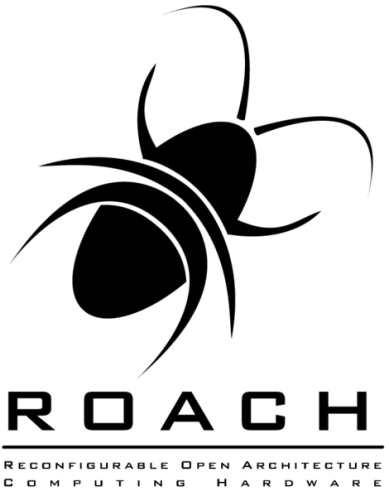 ROACH
Reconfigurable Open Architecture
Computing Hardware